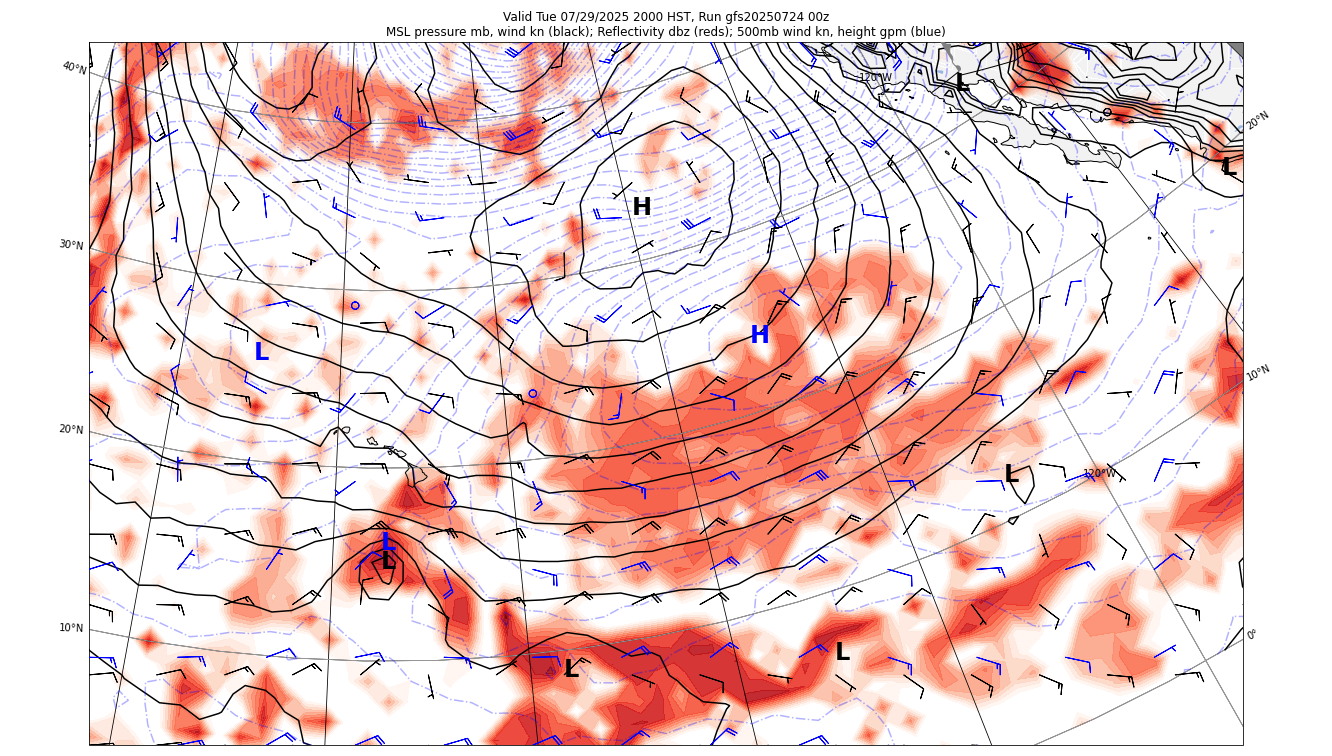 Valid Tue 07/29/2025 2000 HST, Run gfs20250724 00z
MSL pressure mb, wind kn (black); Reflectivity dbz (reds); 500mb wind kn, height gpm (blue)
40°N
120°W
L
20°N
L
H
30°N
H
L
10°N
20°N
L
120°W
L
L
10°N
0°
L
L